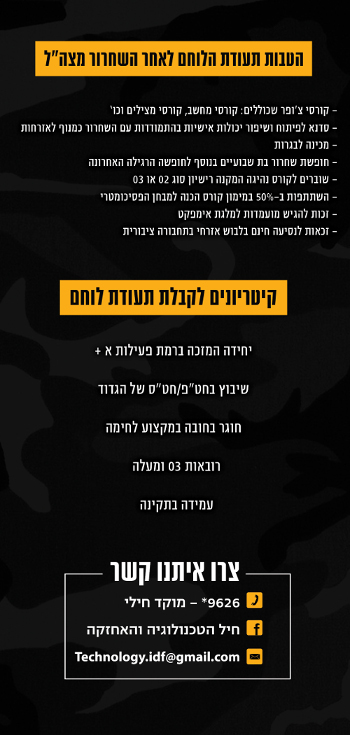 הטבות תעודת הלוחם לאחר השחרור מצה"ל
- קורסי צ'ופר שכוללים: קורסי מחשב, קורסי מצילים וכו'
- סדנא לפיתוח ושיפור יכולות אישיות בהתמודדות עם השחרור כמנוף לאזרחות
- מכינה לבגרות
- חופשת שחרור בת שבועיים בנוסף לחופשה הרגילה האחרונה
- שוברים לקורס נהיגה המקנה רישיון סוג 02 או 03
- השתתפות ב-50% במימון קורס הכנה למבחן הפסיכומטרי
- זכות להגיש מועמדות למלגת אימפקט
- זכאות לנסיעה חינם בלבוש אזרחי בתחבורה ציבורית
קיטריונים לקבלת תעודת לוחם
יחידה המזכה ברמת פעילות א +
שיבוץ בחט"פ/חט"ס של הגדוד
חוגר בחובה במקצוע לחימה
רובאות 03 ומעלה
עמידה בתקינה
צרו איתנו קשר
9626* - מוקד חילי
חיל הטכנולוגיה והאחזקה
Technology.idf@gmail.com